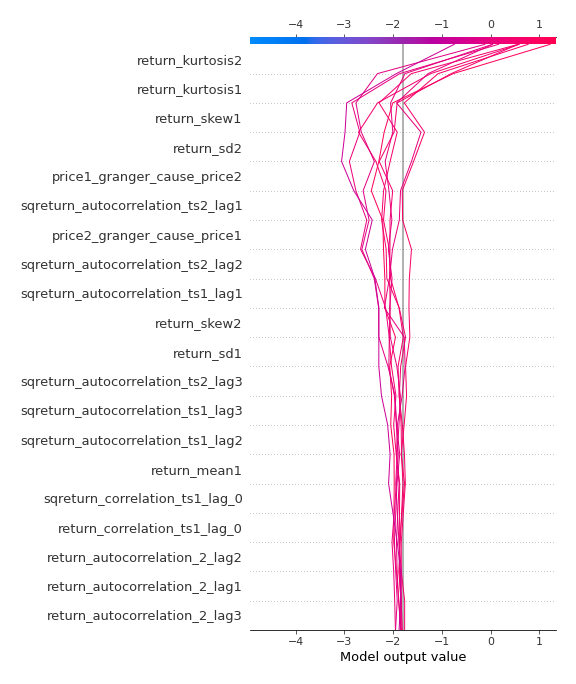 −4 −3 −2 −1 0 1
return_kurtosis2
return_kurtosis1
return_skew1
return_sd2
price1_granger_cause_price2
sqreturn_autocorrelation_ts2_lag1
price2_granger_cause_price1
sqreturn_autocorrelation_ts2_lag2
sqreturn_autocorrelation_ts1_lag1
return_skew2
return_sd1
sqreturn_autocorrelation_ts2_lag3
sqreturn_autocorrelation_ts1_lag3
sqreturn_autocorrelation_ts1_lag2
return_mean1
sqreturn_correlation_ts1_lag_0
return_correlation_ts1_lag_0
return_autocorrelation_2_lag2
return_autocorrelation_2_lag1
return_autocorrelation_2_lag3
−4 −3 −2 −1 0 1
Model output value